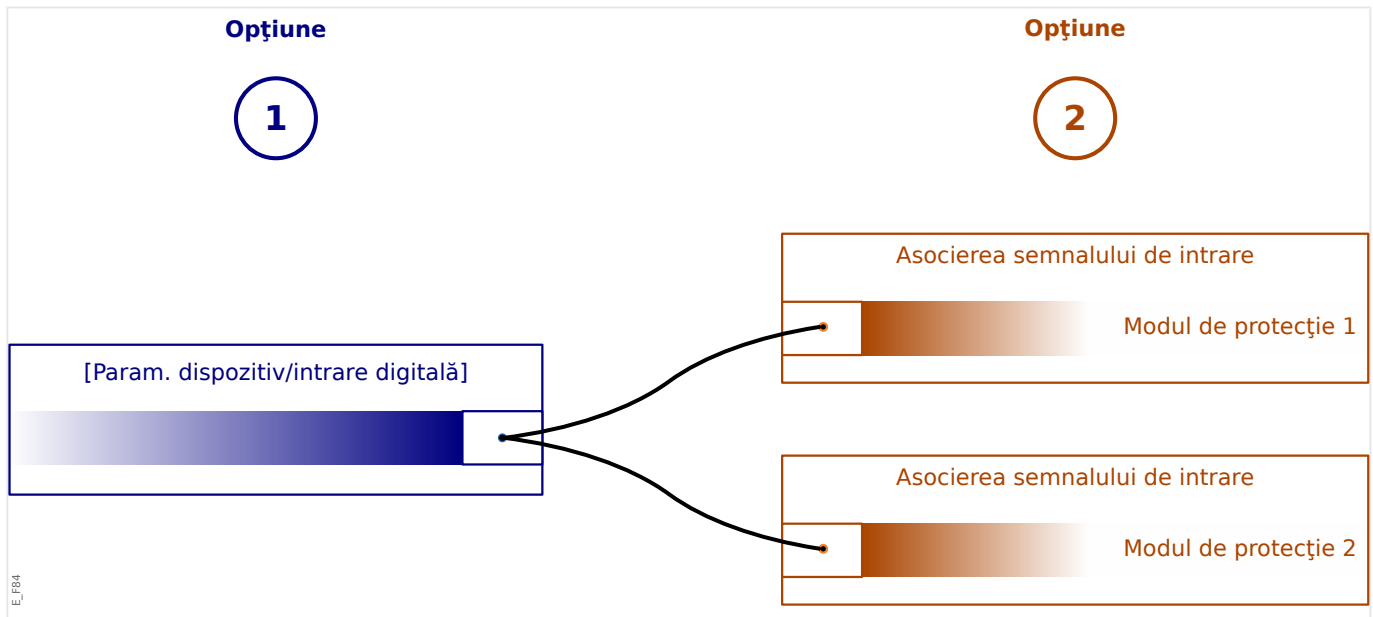 Opţiune
1
Opţiune
2
[Param. dispozitiv/intrare digitală]
Asocierea semnalului de intrare
Modul de protecţie 1
Asocierea semnalului de intrare
Modul de protecţie 2
E_F84